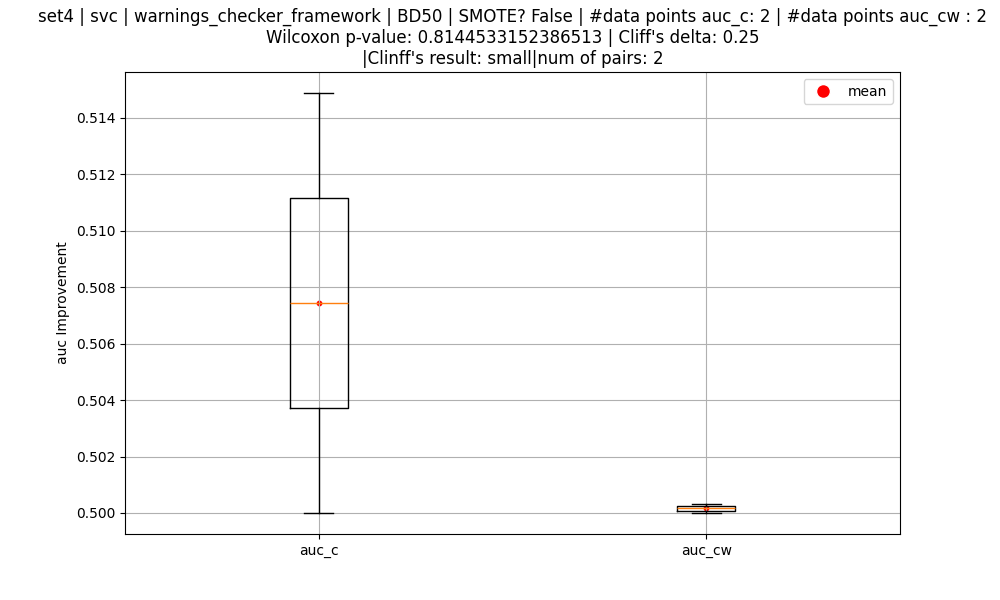 set4 | svc | warnings_checker_framework | BD50 | SMOTE? False | #data points auc_c: 2 | #data points auc_cw : 2
Wilcoxon p-value: 0.8144533152386513 | Cliff's delta: 0.25
|Clinff's result: small|num of pairs: 2
mean
0.514
0.512
0.510
0.508
0.506
0.504
0.502
0.500
auc Improvement
auc_c
auc_cw